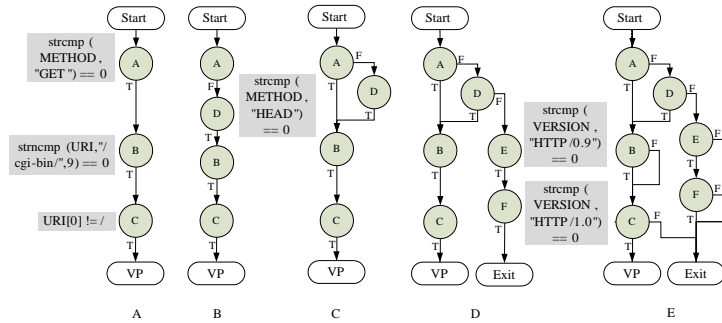 Start
Start
Start
Start
Start
strcmp (
METHOD ,
"GET ") == 0
A
T
A
F
D
T
strcmp (
METHOD ,
"HEAD")
== 0
A
F
T
D
T
A
F
T
D
F
T
A
F
T
D
F
T
strncmp (URI,"/
cgi-bin/",9) == 0
B
T
B
T
B
T
B
T
E
T
strcmp (
VERSION ,
"HTTP /0.9")
== 0
B
F
T
E
F
T
URI[0] != /
C
T
C
T
C
T
C
T
F
T
strcmp (
VERSION ,
"HTTP /1.0")
== 0
C
F
T
F
F
T
VP
VP
VP
VP
Exit
VP
Exit
A
B
C
D
E